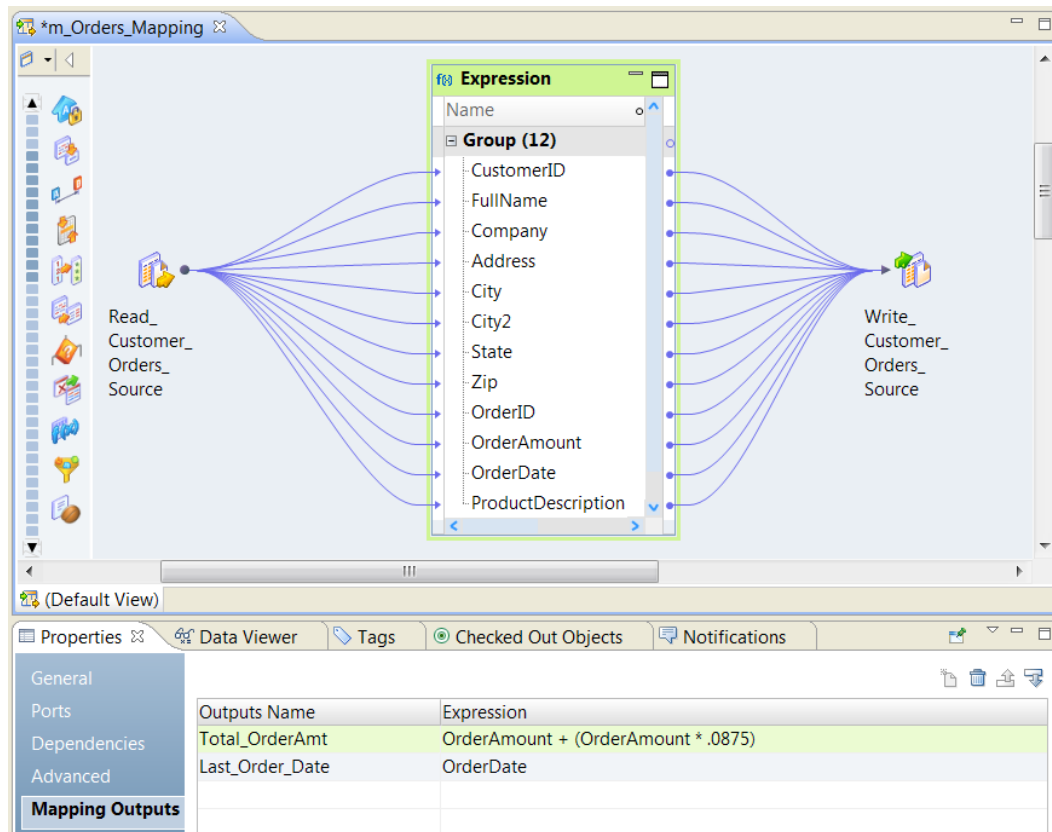 *m_Orders_Mapping
Expression
Name
Group (12)
CustomerID
FullName
Company
Address
City
City2
State
Zip
OrderID
OrderAmount
OrderDate
ProductDescription
Read_
Customer_
Orders_
Source
Write_
Customer_
Orders_
Source
(Default View)
Properties Data Viewer Tags Checked Out Objects Notifications
General
Ports
Dependencies
Advanced
Mapping Outputs
Outputs Name Expression
Total_OrderAmt OrderAmount + (OrderAmount * .0875)
Last_Order_Date OrderDate